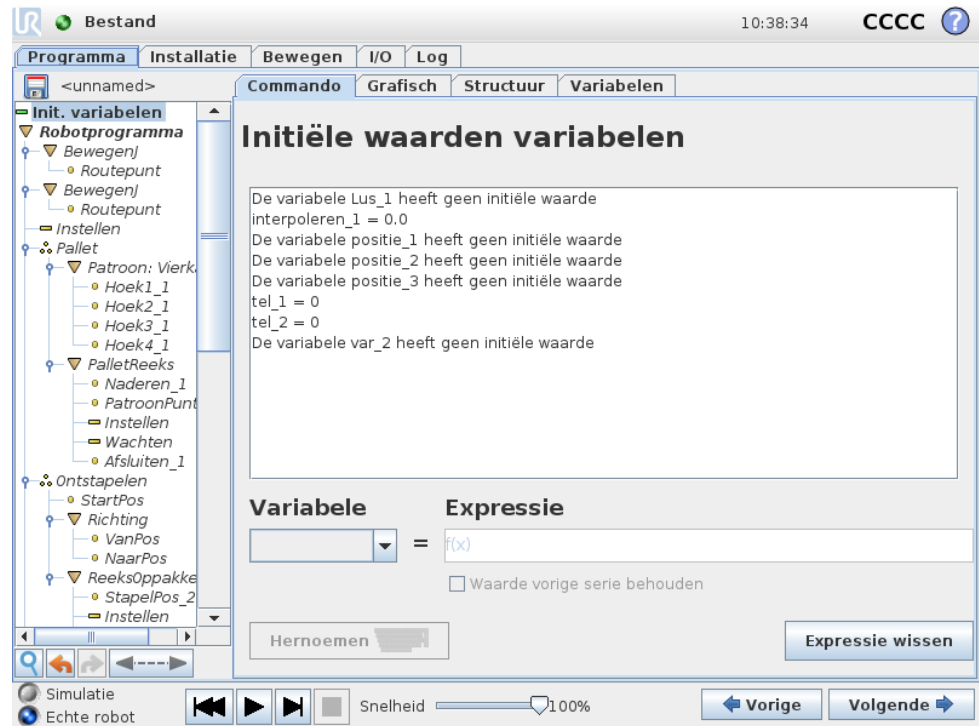 UR
Bestand
10:38:34
CCCC
?
Programma
Installatie
Bewegen
I/O
Log
<unnamed>
Commando
Grafisch
Structuur
Variabelen
Init. variabelen
Robotprogramma
BewegenJ
Routepunt
BewegenJ
Routepunt
Instellen
Pallet
Patroon: Vierk
Hoek1_1
Hoek2_1
Hoek3_1
Hoek4_1
PalletReeks
Naderen_1
PatroonPunt
Instellen
Wachten
Afsluiten_1
Ontstapelen
StartPos
Richting
VanPos
NaarPos
ReeksOppakke
StapelPos_2
Instellen
Initiële waarden variabelen
De variabele Lus_1 heeft geen initiële waarde
interpoleren_1 = 0.0
De variabele positie_1 heeft geen initiële waarde
De variabele positie_2 heeft geen initiële waarde
De variabele positie_3 heeft geen initiële waarde
tel_1 = 0
tel_2 = 0
De variabele var_2 heeft geen initiële waarde
Variabele
Expressie
=
f(x)
Waarde vorige serie behouden
Hernoemen
Expressie wissen
Simulatie
Echte robot
Snelheid
100%
Vorige
Volgende